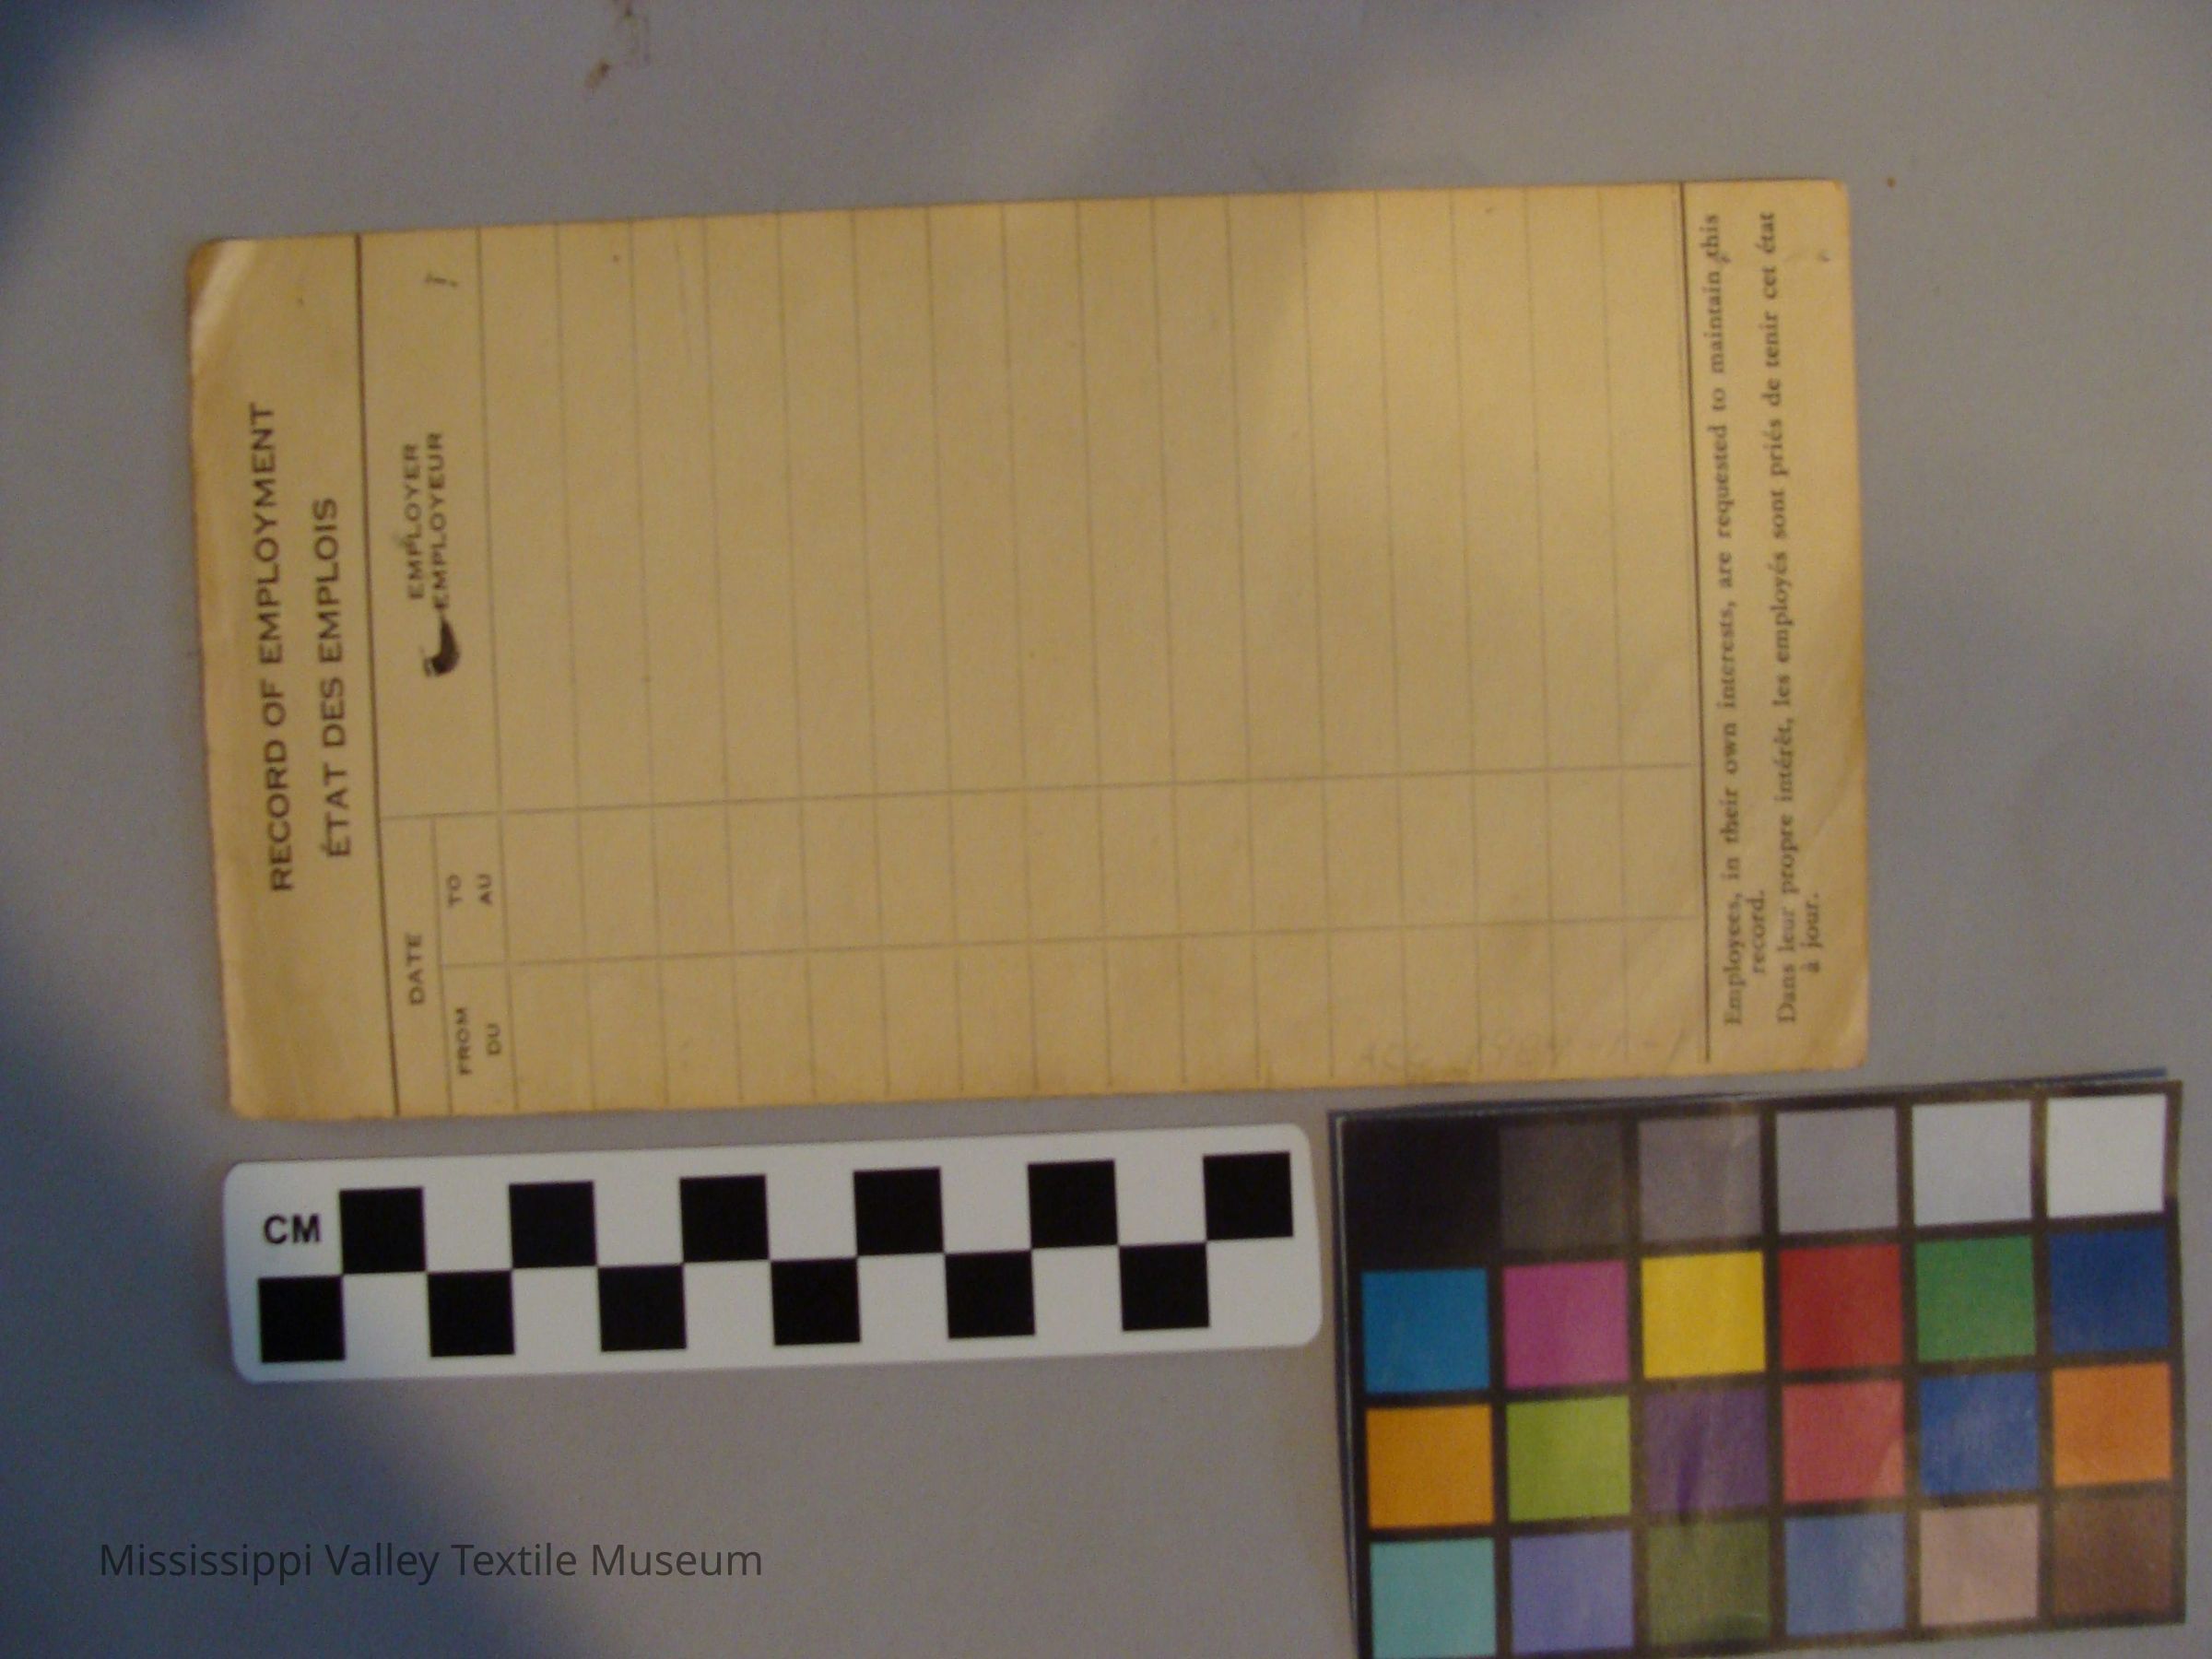 RECORD OF EMPLOYMENT
ÉTAT DES EMPLOIS
DATE
EMPLOYER
EMPLOYEUR
FROM
DU
TO
AU
Employees, in their own interests, are requested to maintain this
record.
Dans leur propre intérêt, les employés sont priés de tenir cet état
à jour.
CM
Mississippi Valley Textile Museum